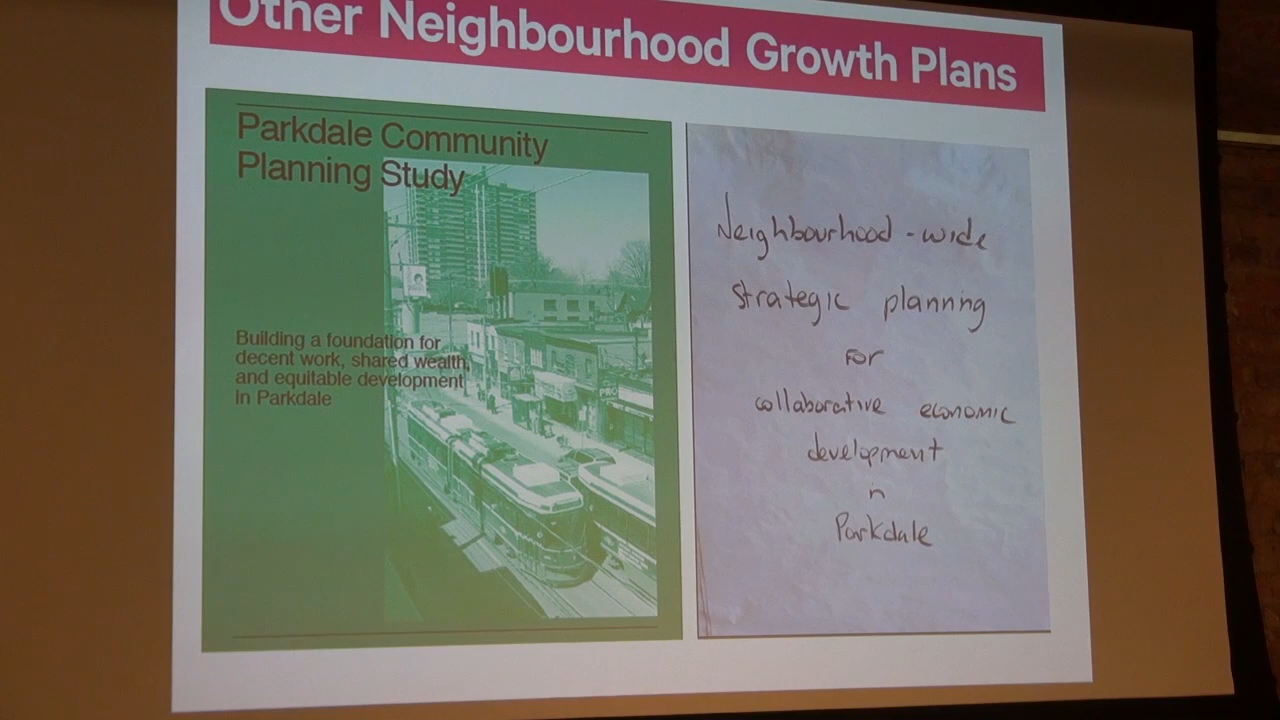 Other Neighbourhood Growth Plans
Parkdale Community
Planning Study
Building a foundation for
decent work, shared wealth,
and equitable development
in Parkdale
Neighbourhood-wide
strategic planning
for
collaborative economic
development
in
Parkdale